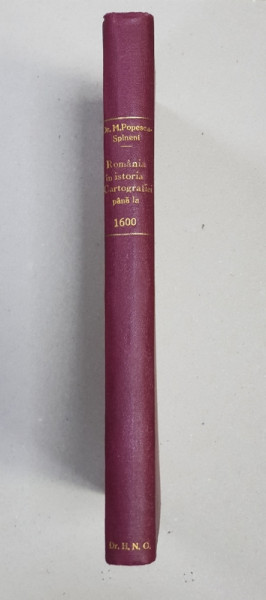 Dr. M. Popescu-
Spineni
România
în istoria
Cartografiei
până la
1600
Dr. H. N. G.